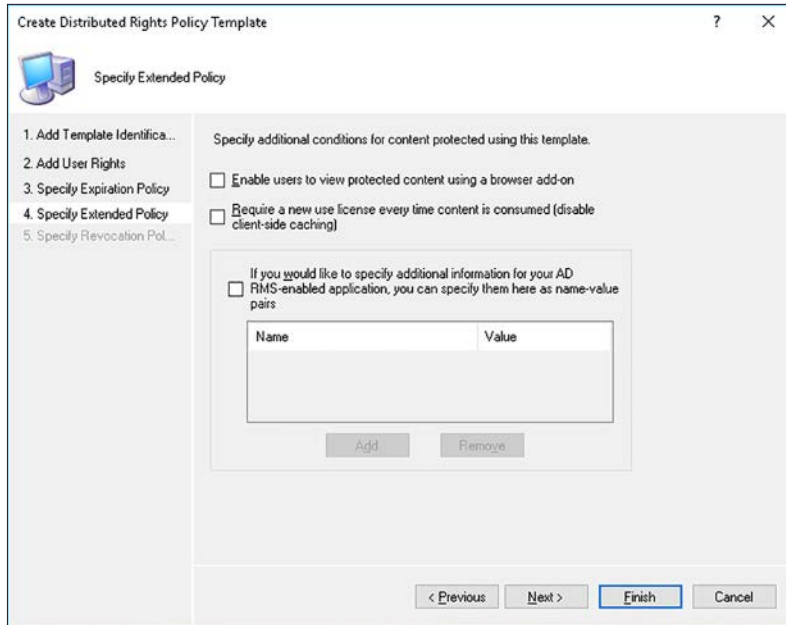 Create Distributed Rights Policy Template
?
Specify Extended Policy
1. Add Template Identifica...
2. Add User Rights
3. Specify Expiration Policy
4. Specify Extended Policy
5. Specify Revocation Pol...
Specify additional conditions for content protected using this template.
Enable users to view protected content using a browser add-on
Require a new use license every time content is consumed (disable
client-side caching)
If you would like to specify additional information for your AD
RMS-enabled application, you can specify them here as name-value
pairs
Name Value
Add Remove
< Previous Next > Finish Cancel